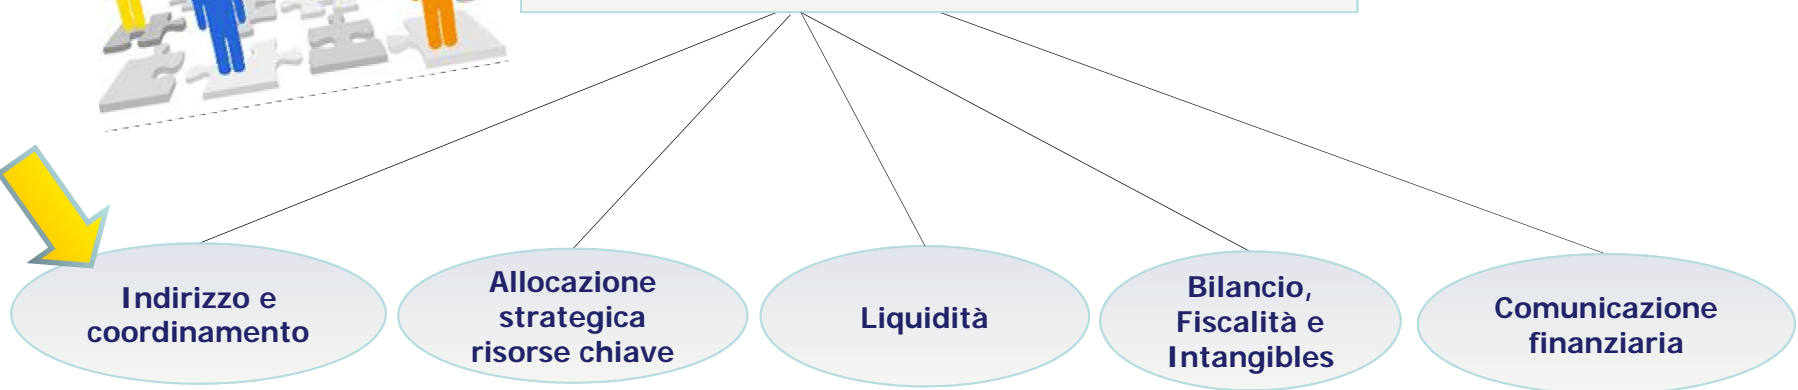 Indirizzo e
coordinamento
Allocazione
strategica
risorse chiave
Liquidità
Bilancio,
Fiscalità e
Intangibles
Comunicazione
finanziaria